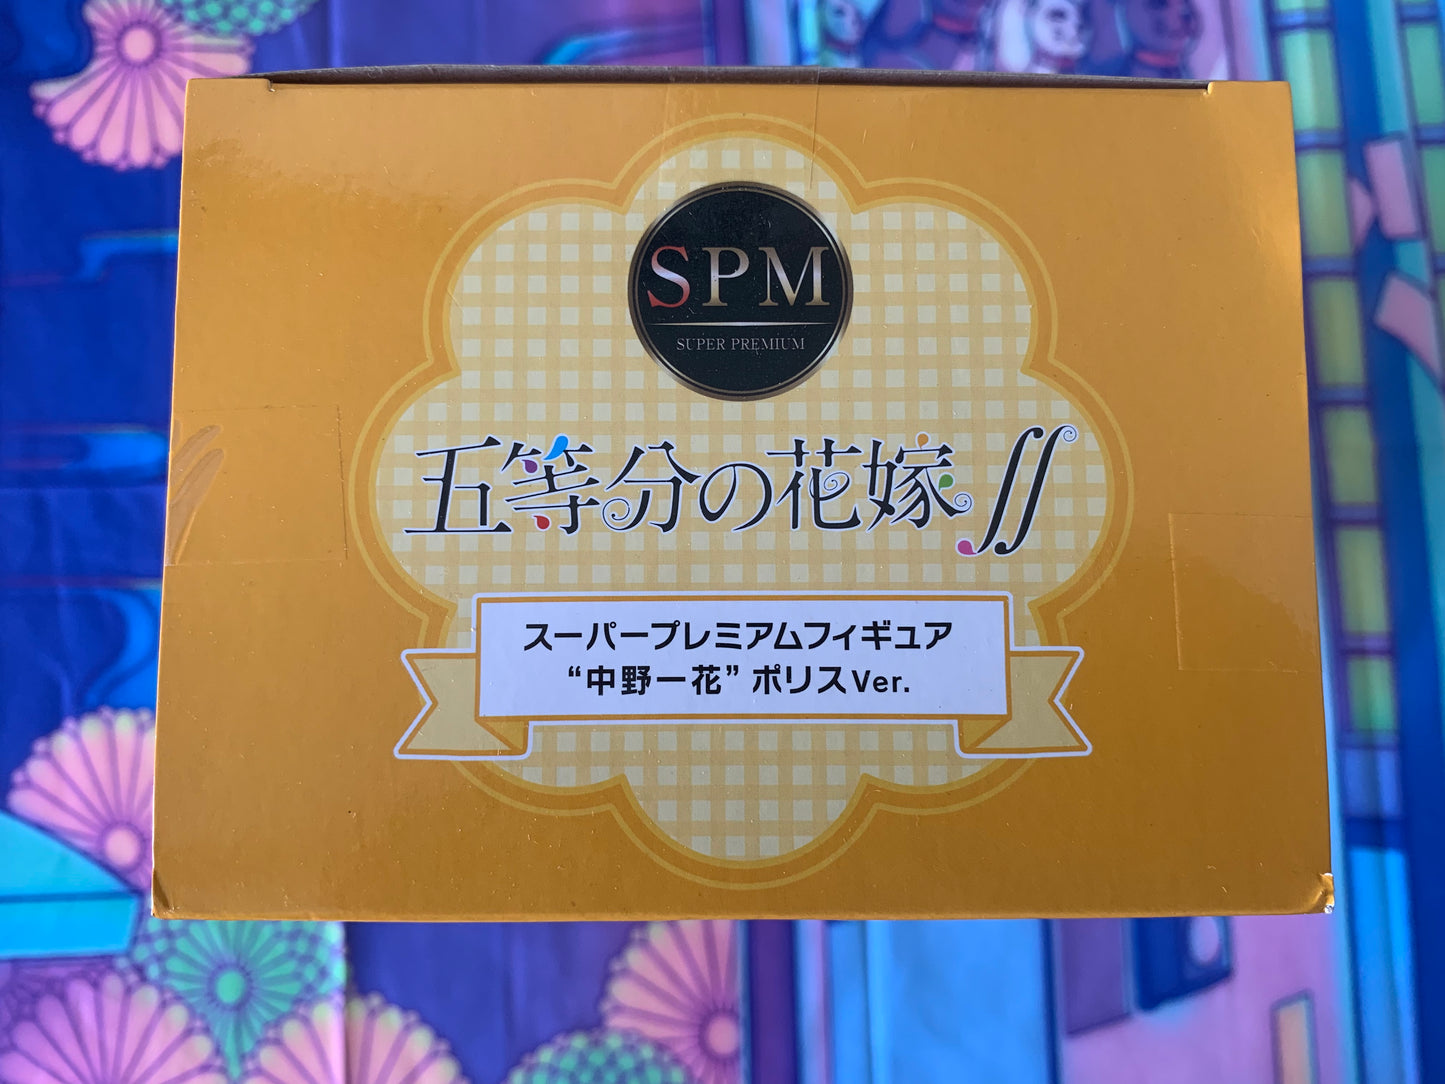 SPM
SUPER PREMIUM
五等分の花嫁∬
スーパープレミアムフィギュア
“中野一花” ポリスVer.